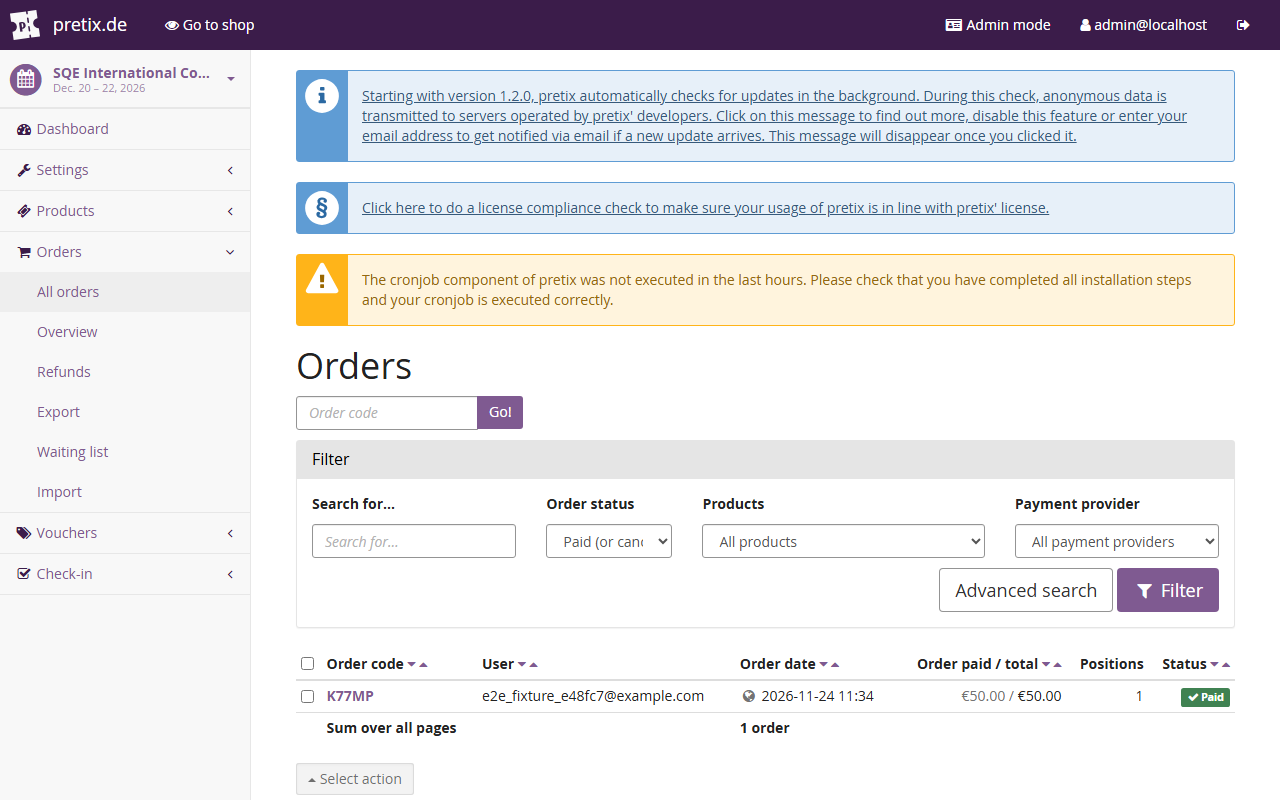 pretix.de
Go to shop
Admin mode
admin@localhost
SQE International Co...
Dec. 20 – 22, 2026
Dashboard
Settings
Products
Orders
All orders
Overview
Refunds
Export
Waiting list
Import
Vouchers
Check-in
Starting with version 1.2.0, pretix automatically checks for updates in the background. During this check, anonymous data is
transmitted to servers operated by pretix' developers. Click on this message to find out more, disable this feature or enter your
email address to get notified via email if a new update arrives. This message will disappear once you clicked it.
§
Click here to do a license compliance check to make sure your usage of pretix is in line with pretix' license.
The cronjob component of pretix was not executed in the last hours. Please check that you have completed all installation steps
and your cronjob is executed correctly.
Orders
Order code
Go!
Filter
Search for...
Order status
Products
Payment provider
Search for...
Paid (or canc
All products
All payment providers
Advanced search
Filter
Order code User Order date Order paid / total Positions Status
K77MP e2e_fixture_e48fc7@example.com 2026-11-24 11:34 €50.00 / €50.00 1 Paid
Sum over all pages 1 order
Select action